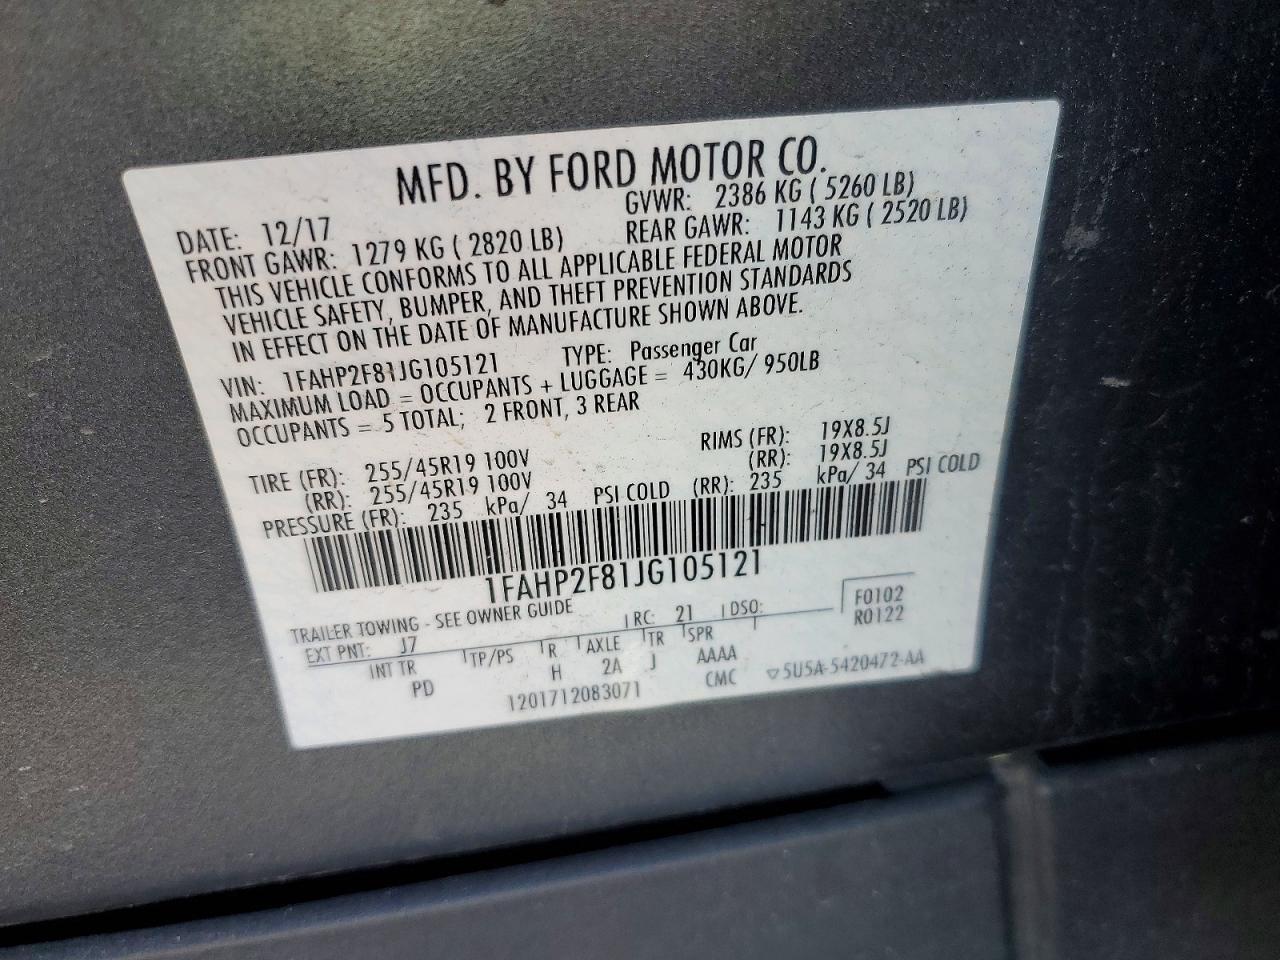 MFD. BY FORD MOTOR CO.
DATE: 12/17 GVWR: 2386 KG ( 5260 LB)
FRONT GAWR: 1279 KG ( 2820 LB) REAR GAWR: 1143 KG ( 2520 LB)
THIS VEHICLE CONFORMS TO ALL APPLICABLE FEDERAL MOTOR
VEHICLE SAFETY, BUMPER, AND THEFT PREVENTION STANDARDS
IN EFFECT ON THE DATE OF MANUFACTURE SHOWN ABOVE.
VIN: 1FAHP2F81JG105121 TYPE: Passenger Car
MAXIMUM LOAD = OCCUPANTS + LUGGAGE = 430KG/ 950LB
OCCUPANTS = 5 TOTAL; 2 FRONT, 3 REAR
TIRE (FR): 255/45R19 100V RIMS (FR): 19X8.5J
(RR): 255/45R19 100V (RR): 19X8.5J
PRESSURE (FR): 235 kPa/ 34 PSI COLD (RR): 235 kPa/ 34 PSI COLD
1FAHP2F81JG105121
TRAILER TOWING - SEE OWNER GUIDE
F0102
EXT PNT: J7 RC: 21 DSO: R0122
INT TR TP/PS R AXLE TR SPR
PD H 2A J AAAA
1201712083071 CMC ▽5U5A-5420472-AA